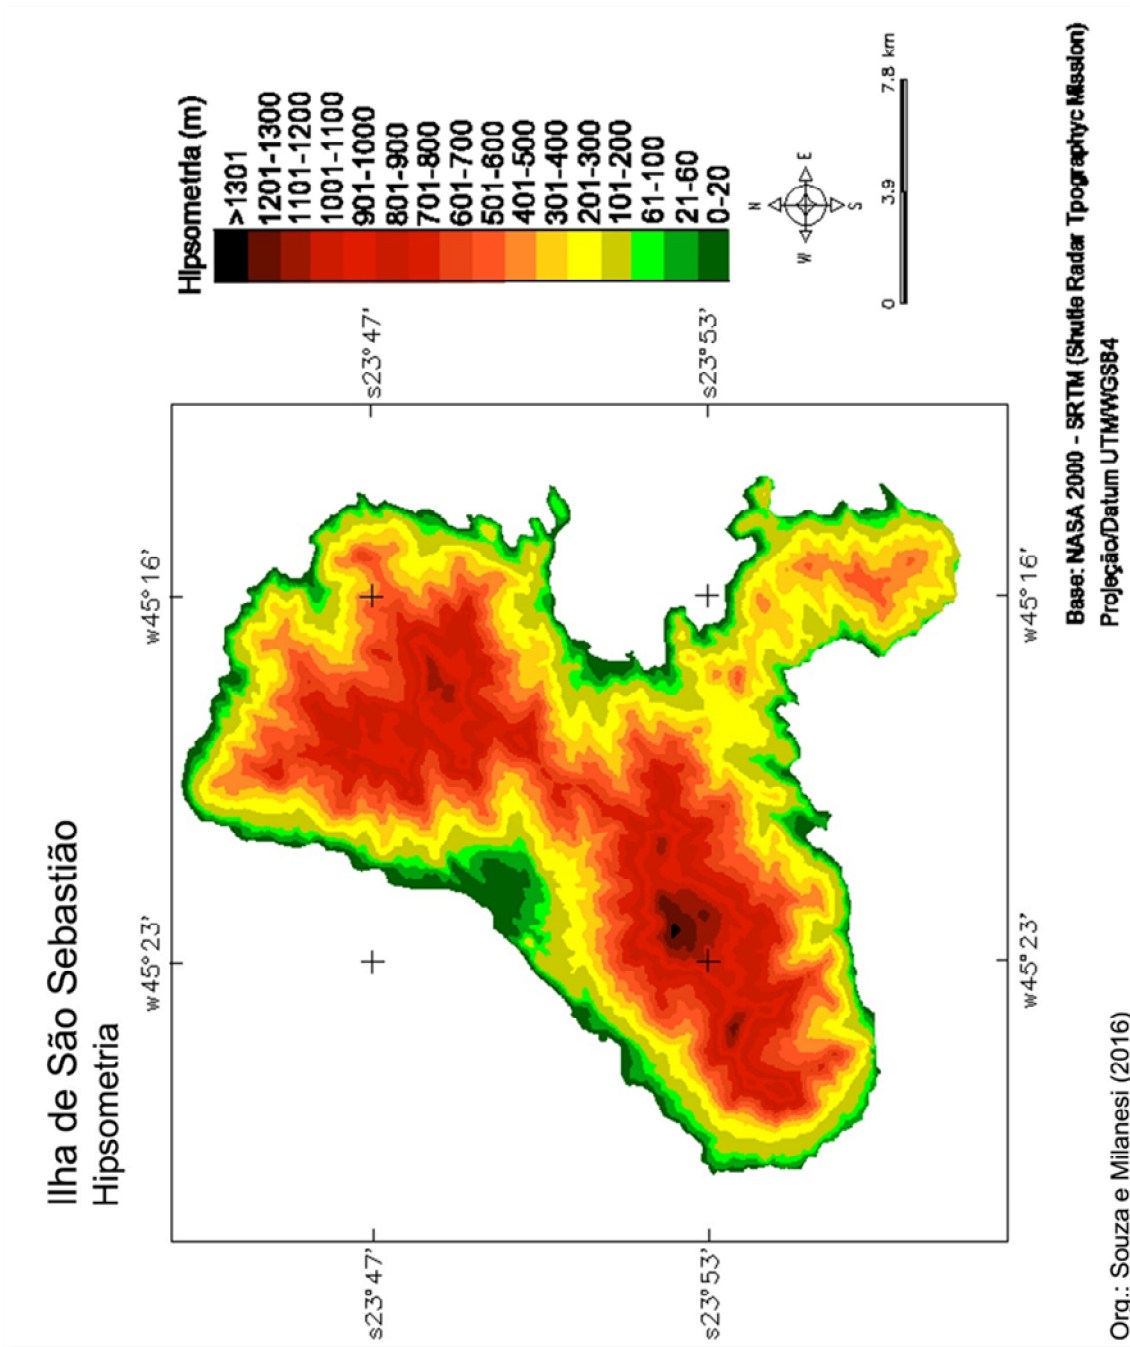 Ilha de São Sebastião
Hipsometria
w45° 23'
w45° 16'
s23° 47'
s23° 47'
s23° 53'
s23° 53'
w45° 23'
w45° 16'
Hipsometria (m)
>1301
1201-1300
1101-1200
1001-1100
901-1000
801-900
701-800
601-700
501-600
401-500
301-400
201-300
101-200
61-100
21-60
0-20
N
W E
S
0 3.9 7.8 km
Base: NASA 2000 - SRTM (Shuttle Radar Tpographyc Mission)
Projeção/Datum UTM/WGS84
Org.: Souza e Milanesi (2016)